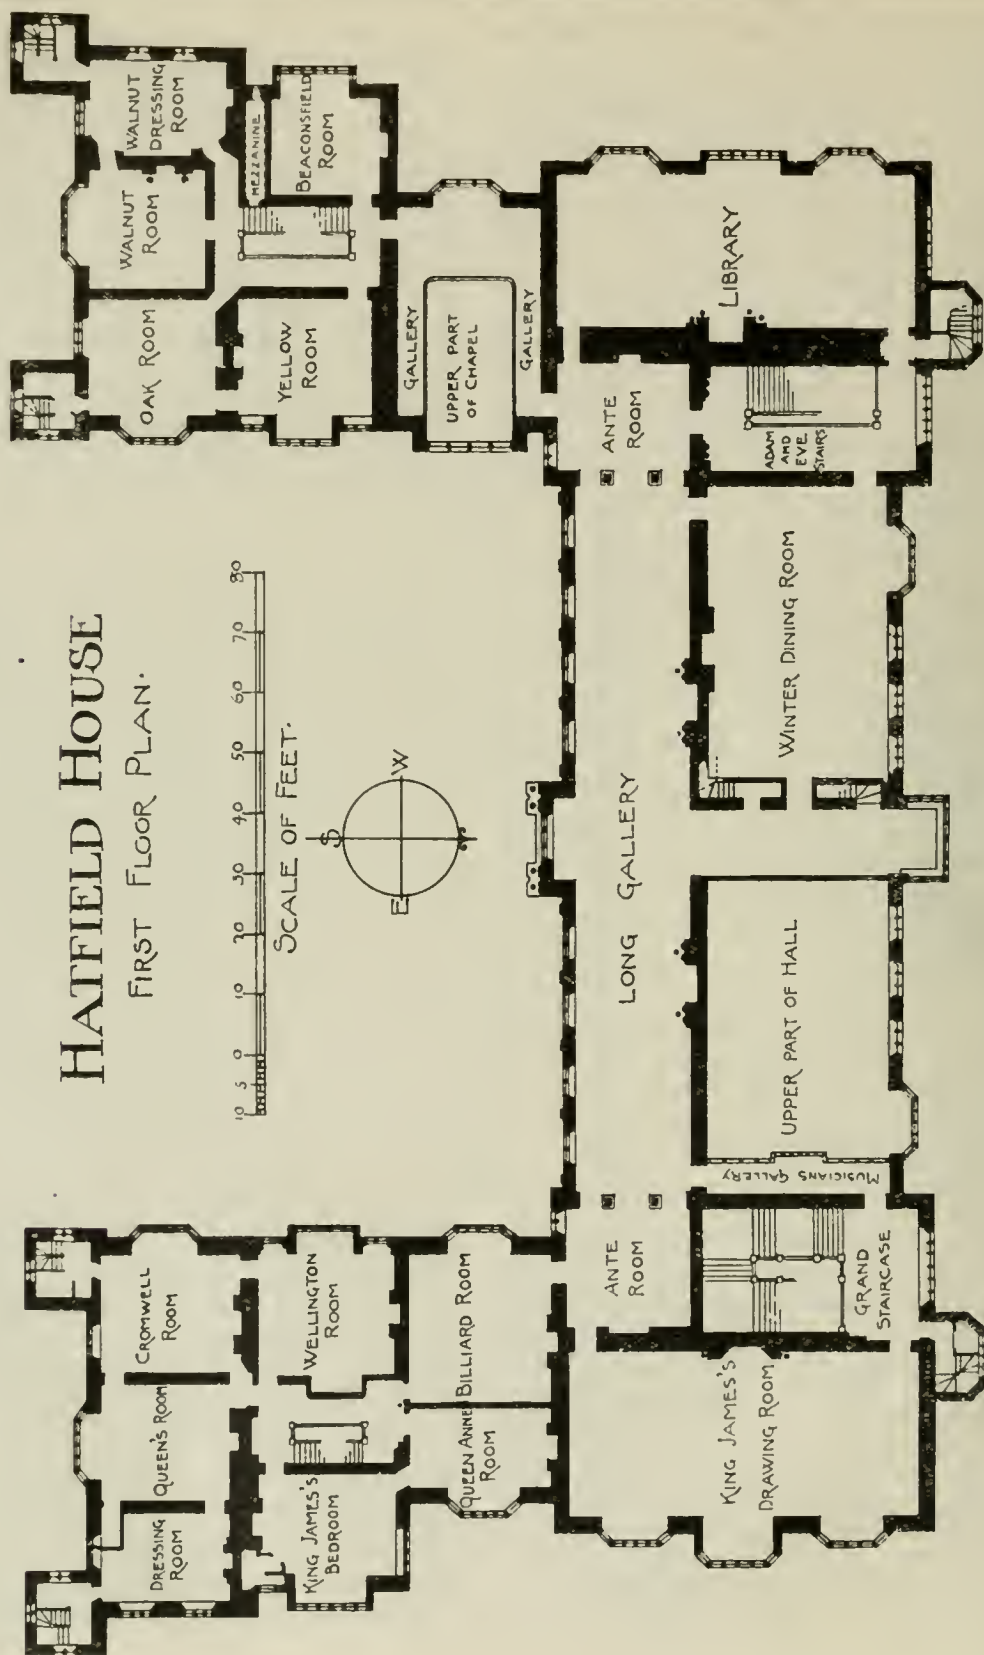 HATFIELD HOUSE
FIRST FLOOR PLAN.
10 5 0 10 20 30 40 50 60 70 80
SCALE OF FEET.
S
E W
DRESSING
ROOM
QUEEN'S ROOM
CROMWELL
ROOM
KING JAMES'S
BEDROOM
WELLINGTON
ROOM
QUEEN ANNE
ROOM
BILLIARD ROOM
OAK ROOM
WALNUT
ROOM
WALNUT
DRESSING
ROOM
YELLOW
ROOM
MEZZANINE
BEACONSFIELD
ROOM
GALLERY
UPPER PART
OF CHAPEL
GALLERY
KING JAMES'S
DRAWING ROOM
ANTE
ROOM
LONG GALLERY
ANTE
ROOM
LIBRARY
GRAND
STAIRCASE
MUSICIANS GALLERY
UPPER PART OF HALL
WINTER DINING ROOM
ADAM
AND
EVE
STAIRS